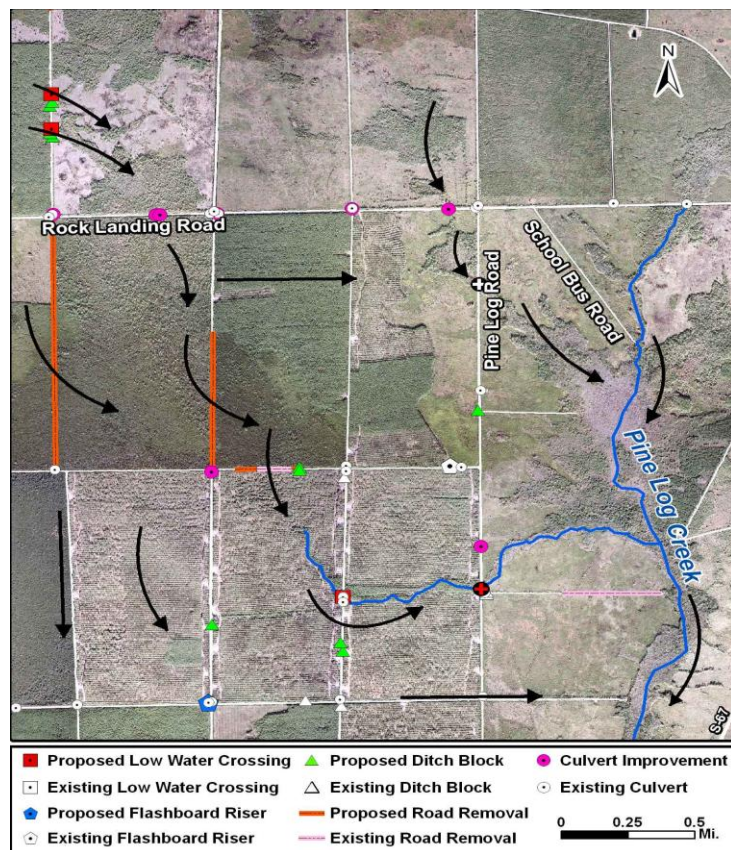 N
Rock Landing Road
School Bus Road
Pine Log Road
Pine Log Creek
S-67
Proposed Low Water Crossing
Proposed Ditch Block
Culvert Improvement
Existing Low Water Crossing
Existing Ditch Block
Existing Culvert
Proposed Flashboard Riser
Proposed Road Removal
Existing Flashboard Riser
Existing Road Removal
0 0.25 0.5
Mi.